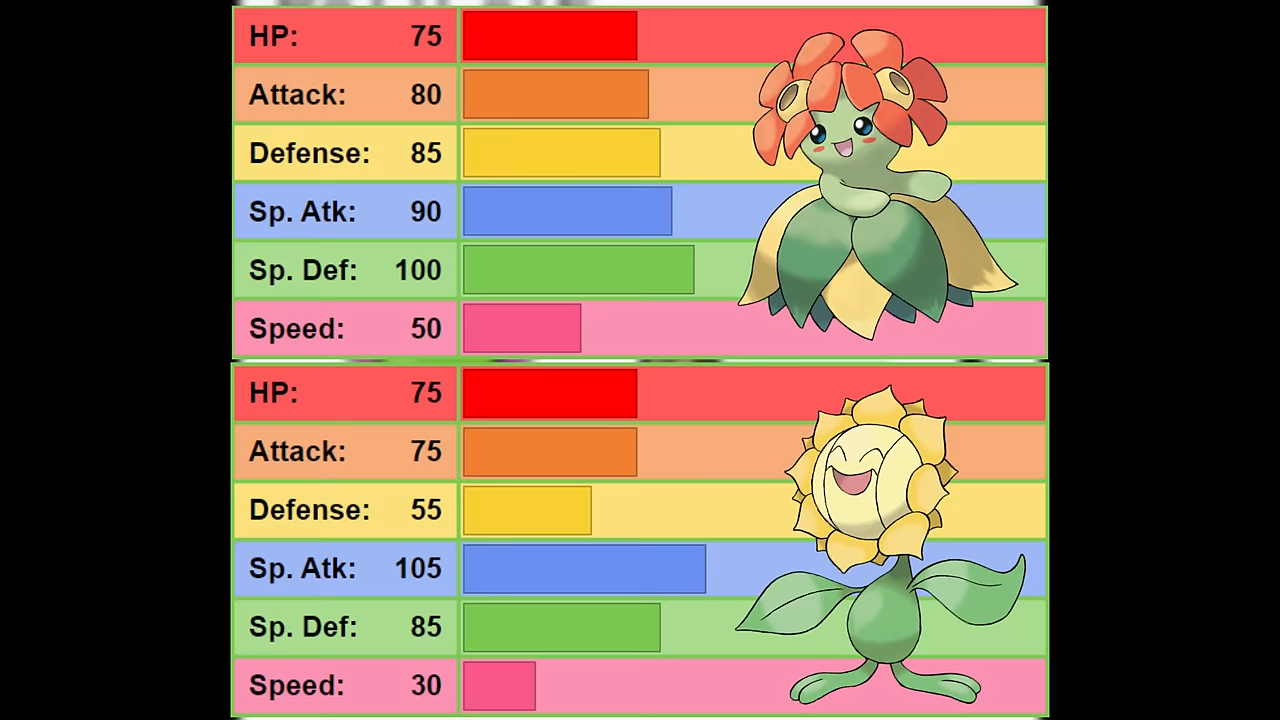 HP: 75
Attack: 80
Defense: 85
Sp. Atk: 90
Sp. Def: 100
Speed: 50
HP: 75
Attack: 75
Defense: 55
Sp. Atk: 105
Sp. Def: 85
Speed: 30